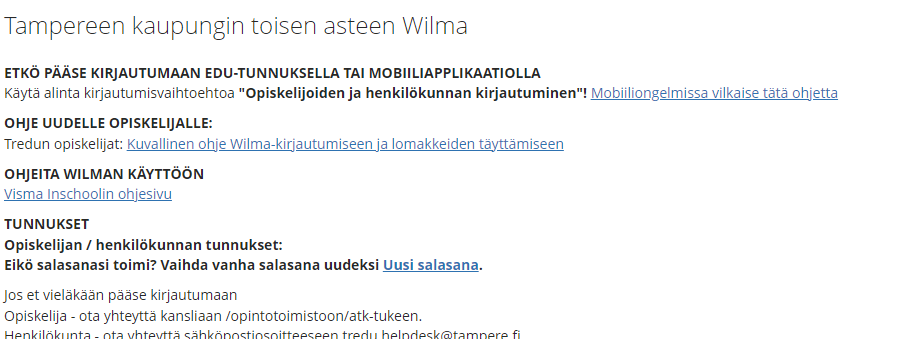 Tampereen kaupungin toisen asteen Wilma
ETKÖ PÄÄSE KIRJAUTUMAAN EDU-TUNNUKSELLA TAI MOBIILIAPPLIKAATIOLLA
Käytä alinta kirjautumisvaihtoehtoa "Opiskelijoiden ja henkilökunnan kirjautuminen"! Mobiiliongelmissa vilkaise tätä ohjetta
OHJE UUDELLE OPISKELIJALLE:
Tredun opiskelijat: Kuvallinen ohje Wilma-kirjautumiseen ja lomakkeiden täyttämiseen
OHJEITA WILMAN KÄYTTÖÖN
Visma Inschoolin ohjesivu
TUNNUKSET
Opiskelijan / henkilökunnan tunnukset:
Eikö salasanasi toimi? Vaihda vanha salasana uudeksi Uusi salasana.
Jos et vieläkään pääse kirjautumaan
Opiskelija - ota yhteyttä kansliaan /opintotoimistoon/atk-tukeen.
Henkilökunta - ota yhteyttä sähköpostiosoitteeseen tredu.helpdesk@tampere.fi